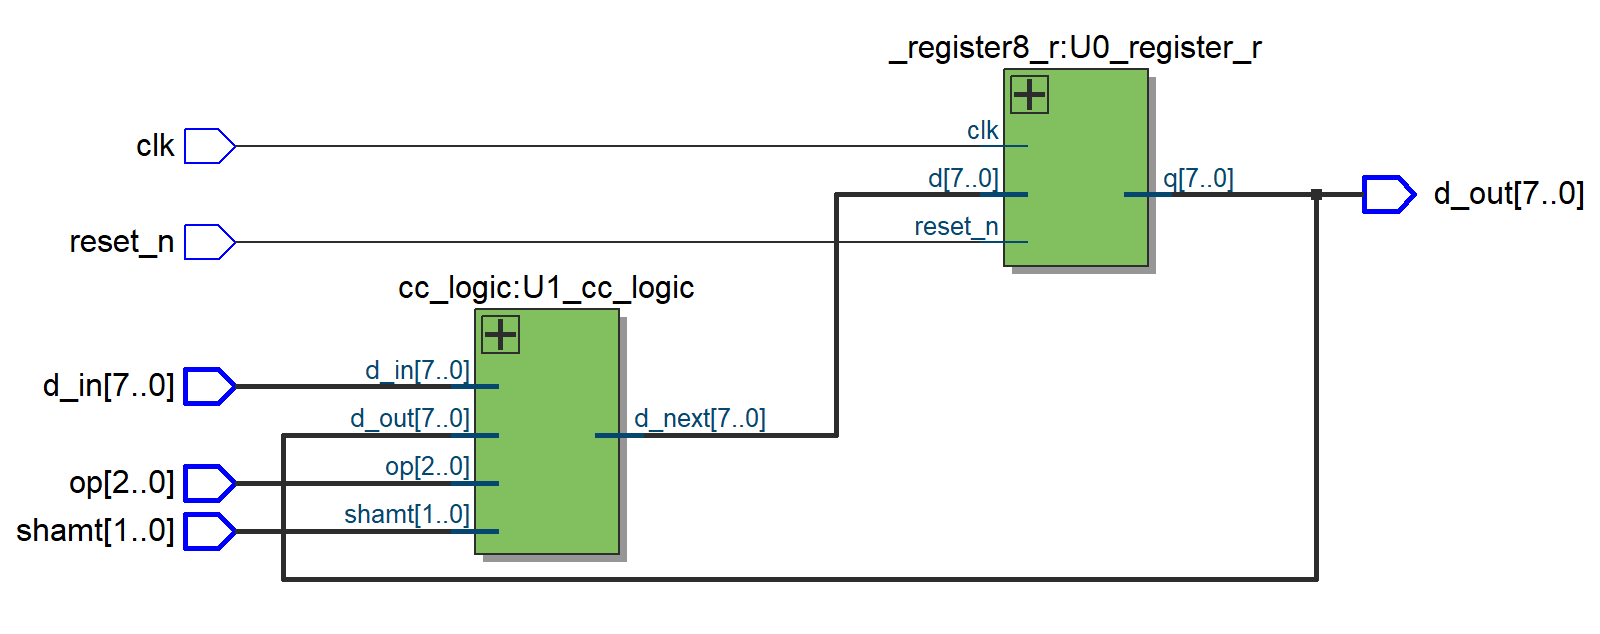 _register8_r:U0_register_r
clk
clk
d[7..0]
q[7..0]
d_out[7..0]
reset_n
reset_n
cc_logic:U1_cc_logic
d_in[7..0]
d_in[7..0]
d_out[7..0]
d_next[7..0]
op[2..0]
op[2..0]
shamt[1..0]
shamt[1..0]